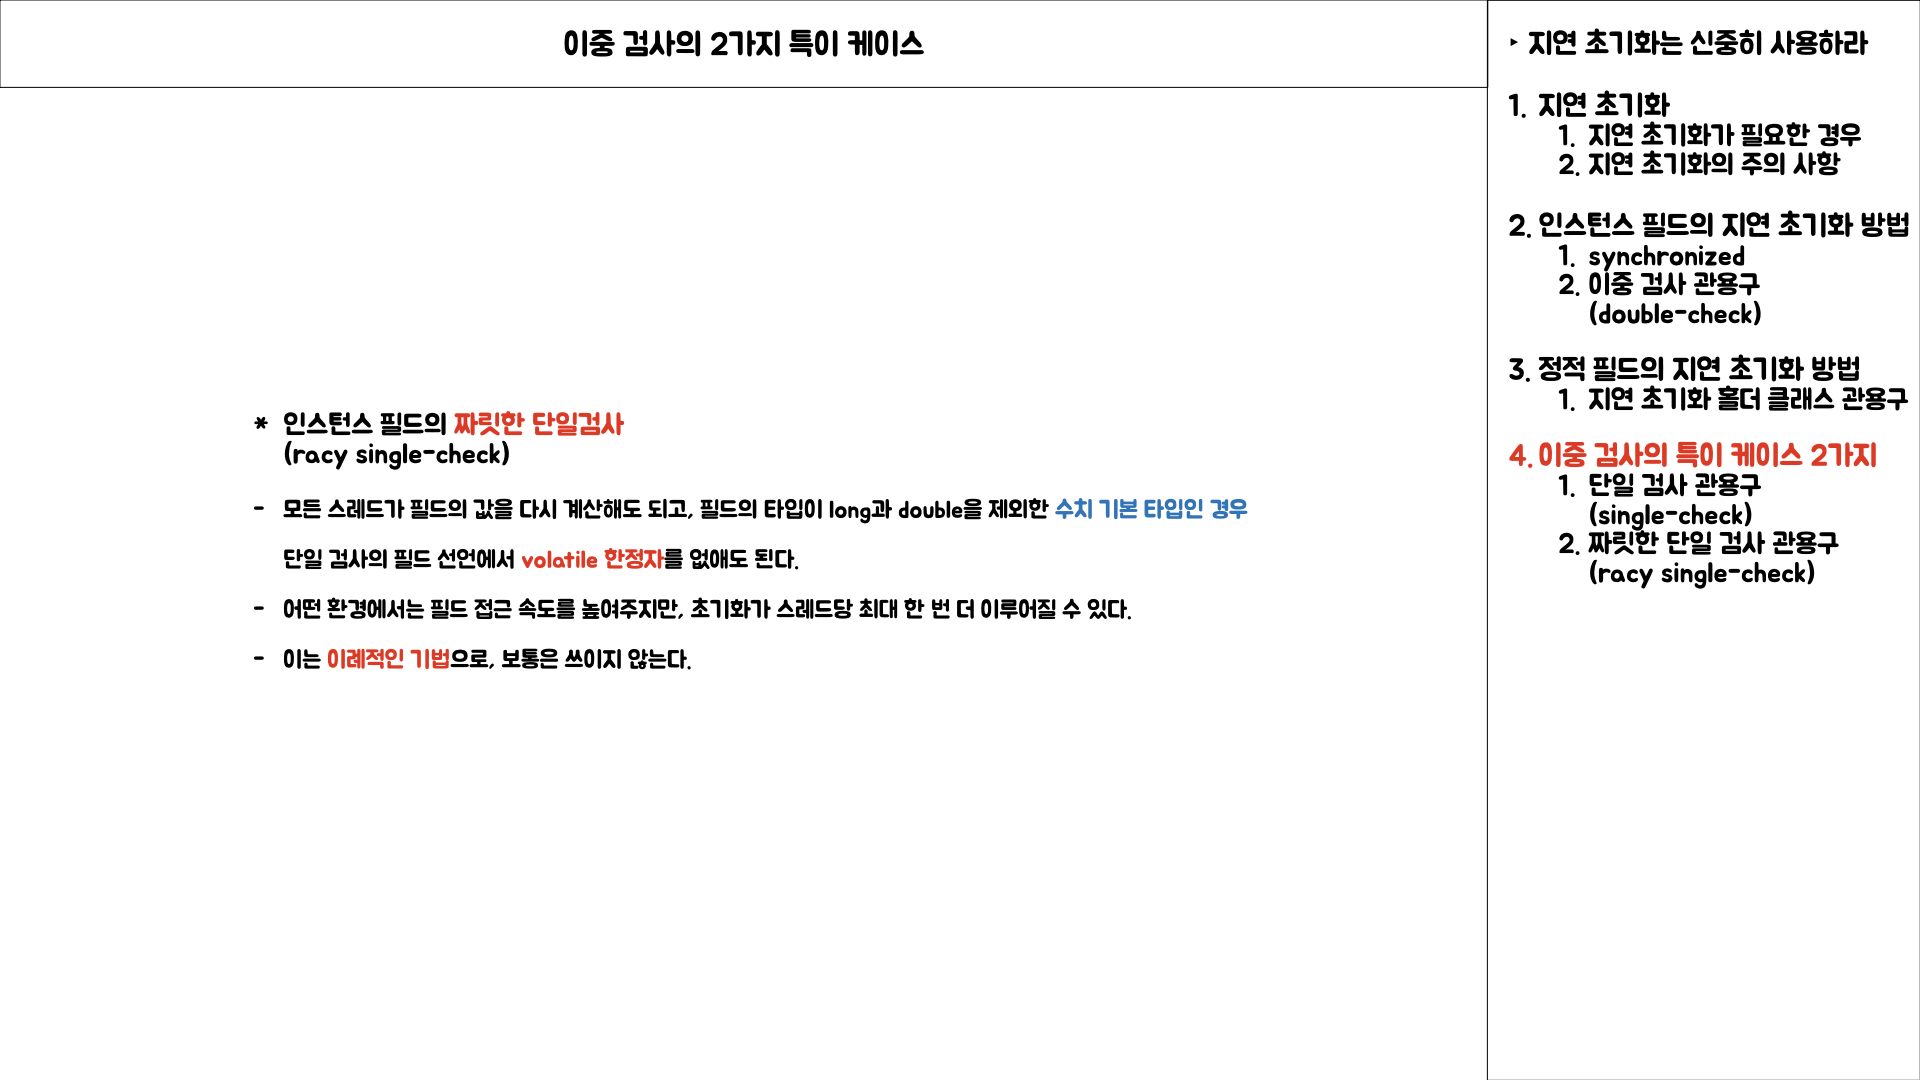 이중 검사의 2가지 특이 케이스
* 인스턴스 필드의 짜릿한 단일검사
(racy single-check)
- 모든 스레드가 필드의 값을 다시 계산해도 되고, 필드의 타입이 long과 double을 제외한 수치 기본 타입인 경우
단일 검사의 필드 선언에서 volatile 한정자를 없애도 된다.
- 어떤 환경에서는 필드 접근 속도를 높여주지만, 초기화가 스레드당 최대 한 번 더 이루어질 수 있다.
- 이는 이례적인 기법으로, 보통은 쓰이지 않는다.
‣ 지연 초기화는 신중히 사용하라
1. 지연 초기화
1. 지연 초기화가 필요한 경우
2. 지연 초기화의 주의 사항
2. 인스턴스 필드의 지연 초기화 방법
1. synchronized
2. 이중 검사 관용구
(double-check)
3. 정적 필드의 지연 초기화 방법
1. 지연 초기화 홀더 클래스 관용구
4. 이중 검사의 특이 케이스 2가지
1. 단일 검사 관용구
(single-check)
2. 짜릿한 단일 검사 관용구
(racy single-check)